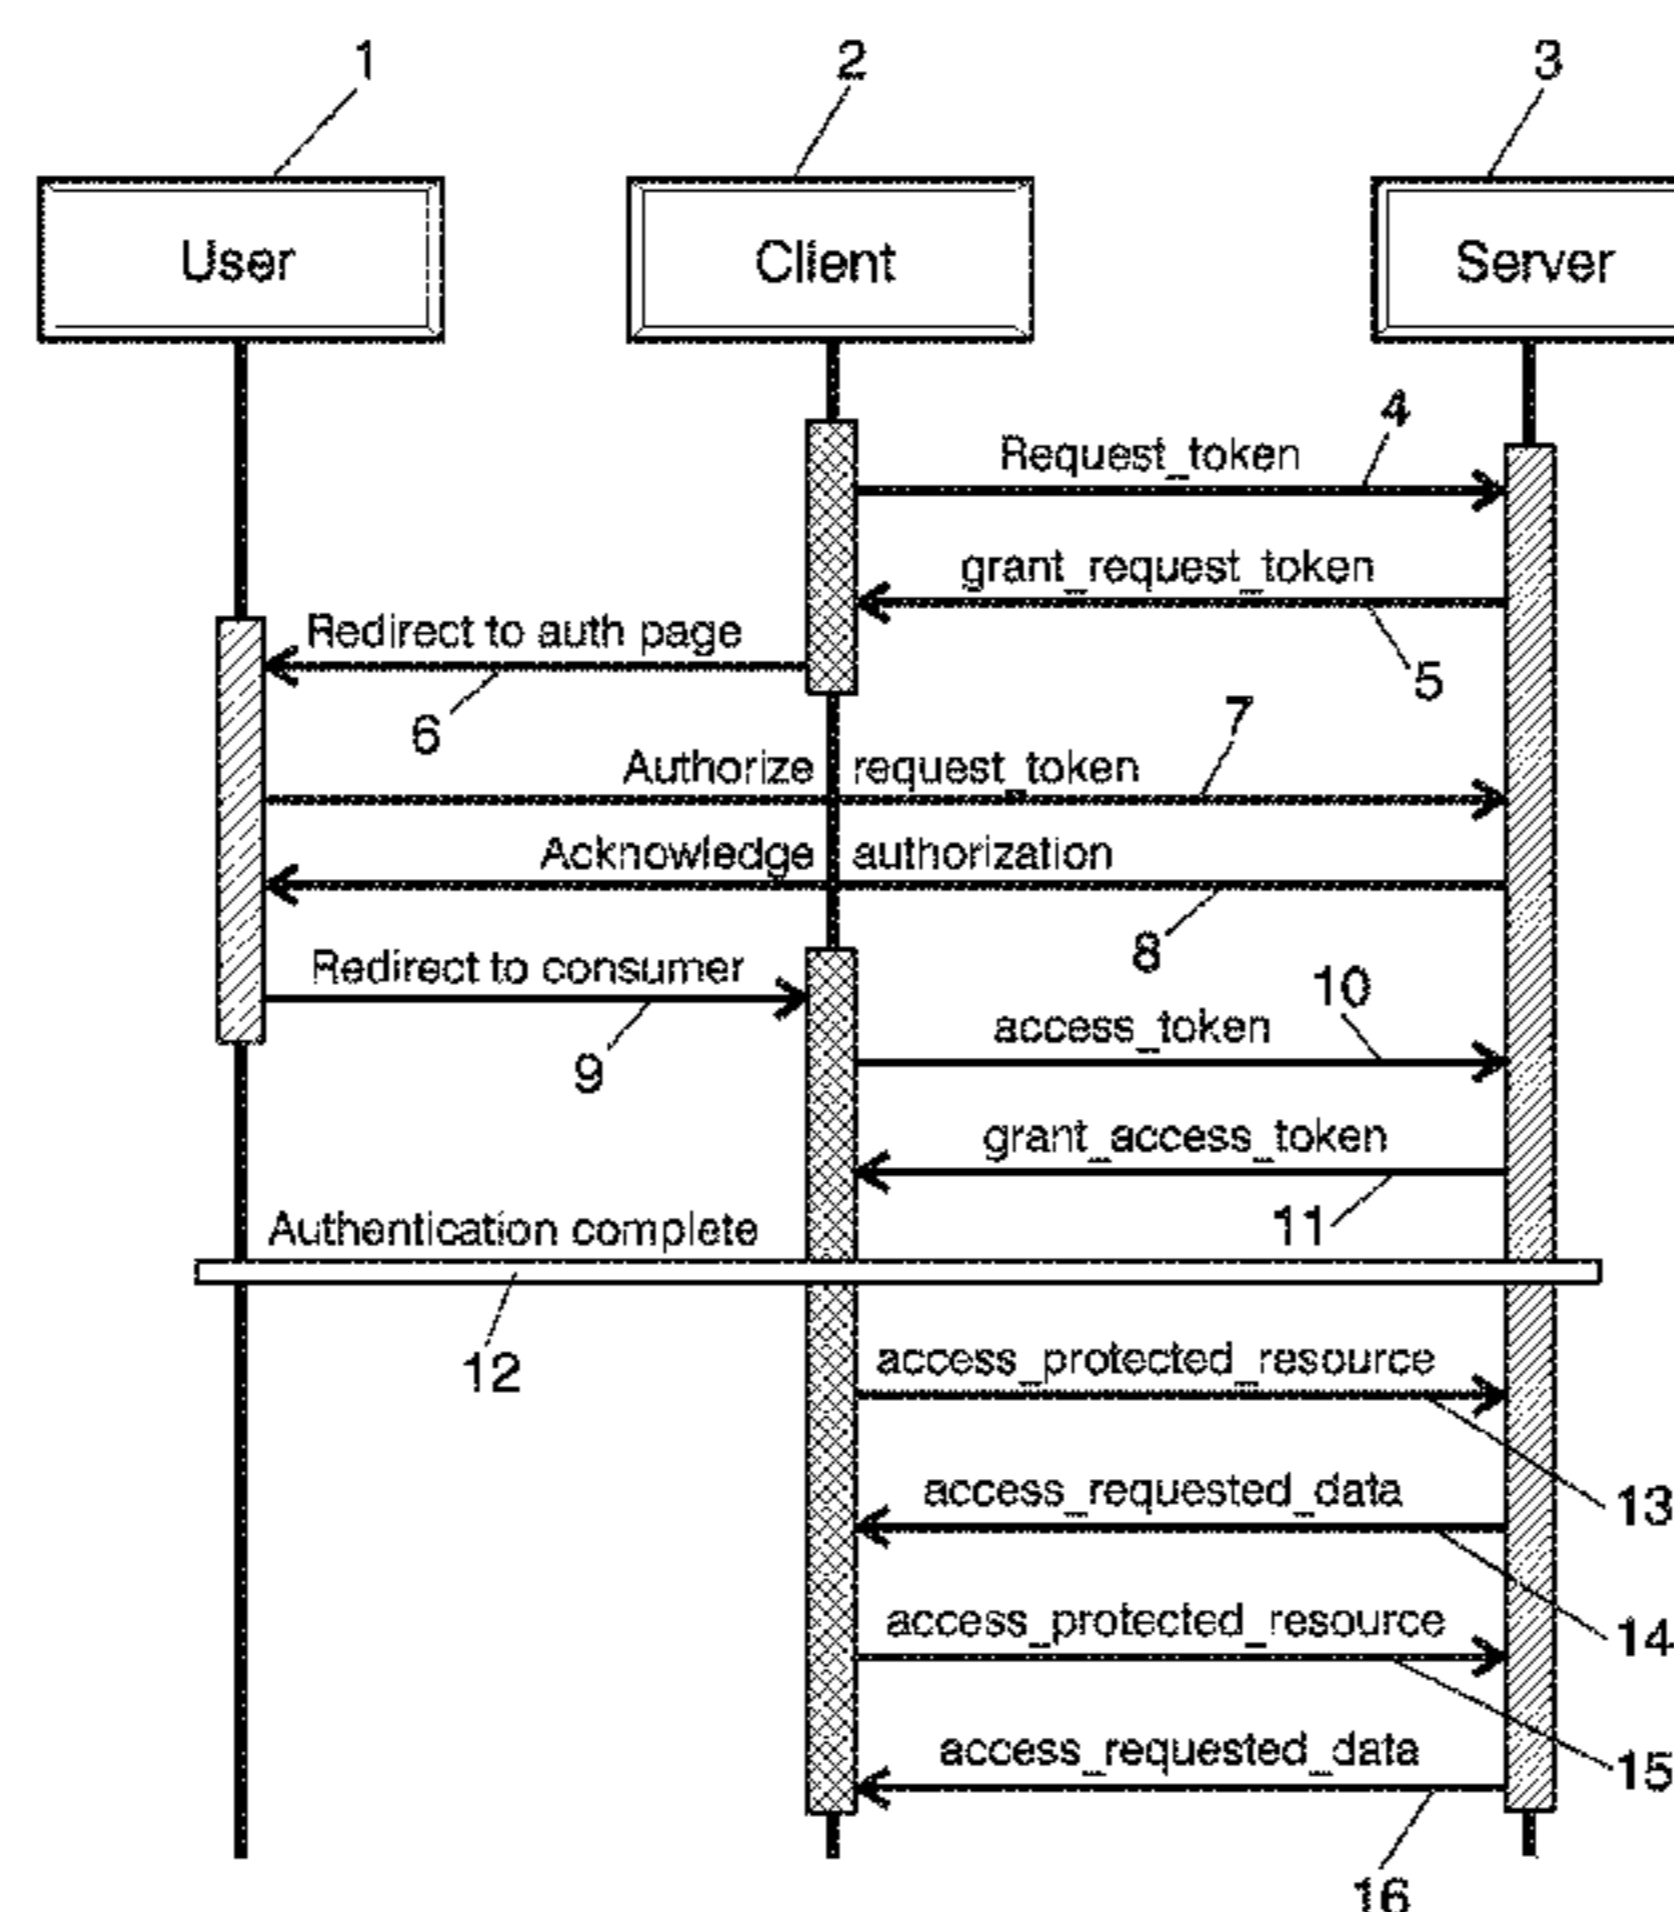 1 2 3
User Client Server
4
Request_token
grant_request_token
Redirect to auth page
5
6 7
Authorize request_token
Acknowledge authorization
8
Redirect to consumer
10
access_token
9
grant_access_token
11
Authentication complete
12
access_protected_resource
access_requested_data
13
access_protected_resource
14
access_requested_data
15
16